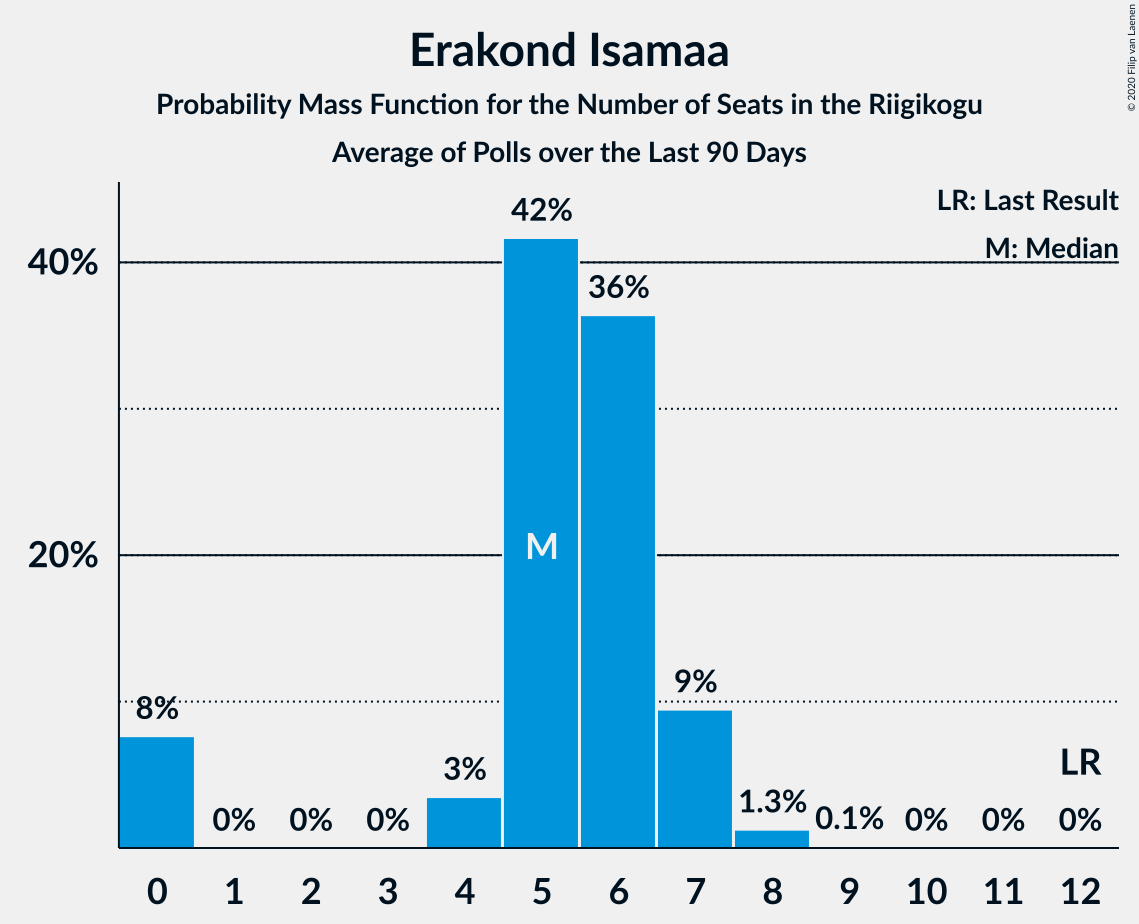 Erakond Isamaa
Probability Mass Function for the Number of Seats in the Riigikogu
Average of Polls over the Last 90 Days
© 2020 Filip van Laenen
LR: Last Result
M: Median
40%
20%
42%
36%
M
8%
0%
0%
0%
3%
9%
1.3%
0.1%
0%
0%
LR
0%
0 1 2 3 4 5 6 7 8 9 10 11 12